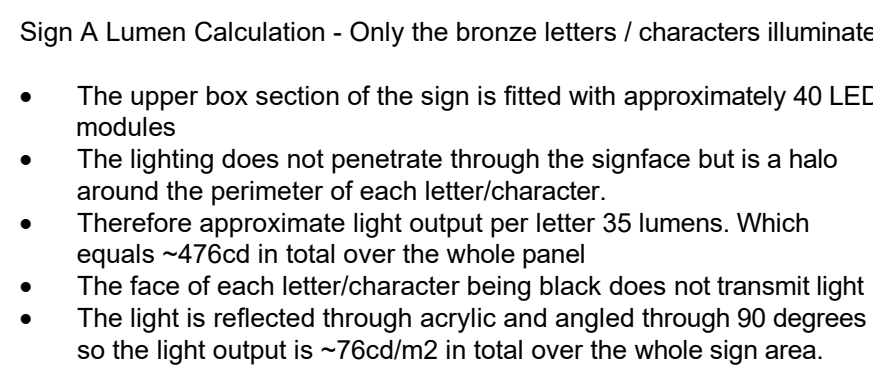 Sign A Lumen Calculation - Only the bronze letters / characters illuminate
• The upper box section of the sign is fitted with approximately 40 LED
modules
• The lighting does not penetrate through the signface but is a halo
around the perimeter of each letter/character.
• Therefore approximate light output per letter 35 lumens. Which
equals ~476cd in total over the whole panel
• The face of each letter/character being black does not transmit light
• The light is reflected through acrylic and angled through 90 degrees
so the light output is ~76cd/m2 in total over the whole sign area.